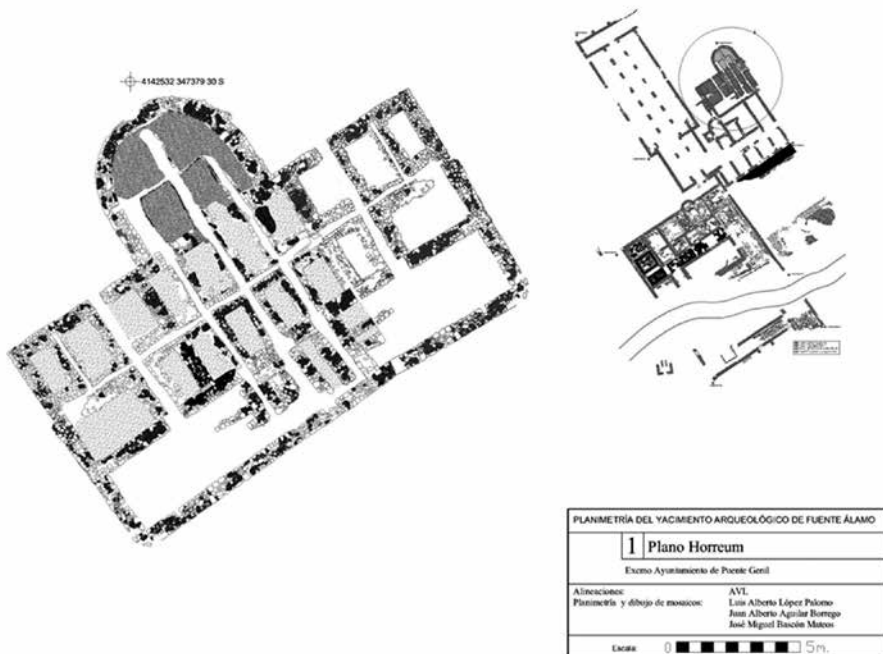 4142532 347379 30 S
PLANIMETRÍA DEL YACIMIENTO ARQUEOLÓGICO DE FUENTE ÁLAMO
1 Plano Horreum
Excmo Ayuntamiento de Puente Genil
Alineaciones: AVL
Planimetría y dibujo de mosaicos: Luis Alberto López Palomo
Juan Alberto Aguilar Borrego
José Miguel Bascón Mateos
Escala 0 5m.